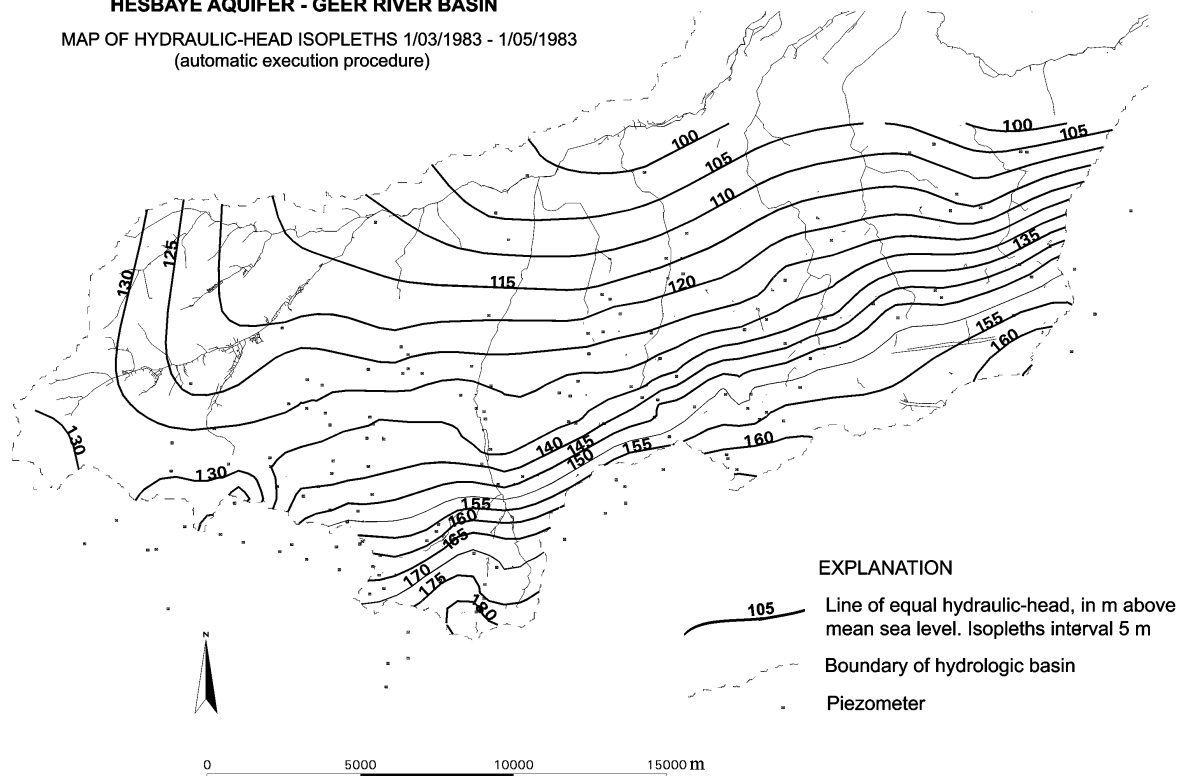 HESBAYE AQUIFER - GEER RIVER BASIN
MAP OF HYDRAULIC-HEAD ISOPLETHS 1/03/1983 - 1/05/1983
(automatic execution procedure)
100
100
105
105
110
135
125
130
115
120
155
160
130
140
145
150
155
160
130
155
160
165
170
175
180
EXPLANATION
105
Line of equal hydraulic-head, in m above
mean sea level. Isopleths interval 5 m
Boundary of hydrologic basin
Piezometer
N
0 5000 10000 15000 m